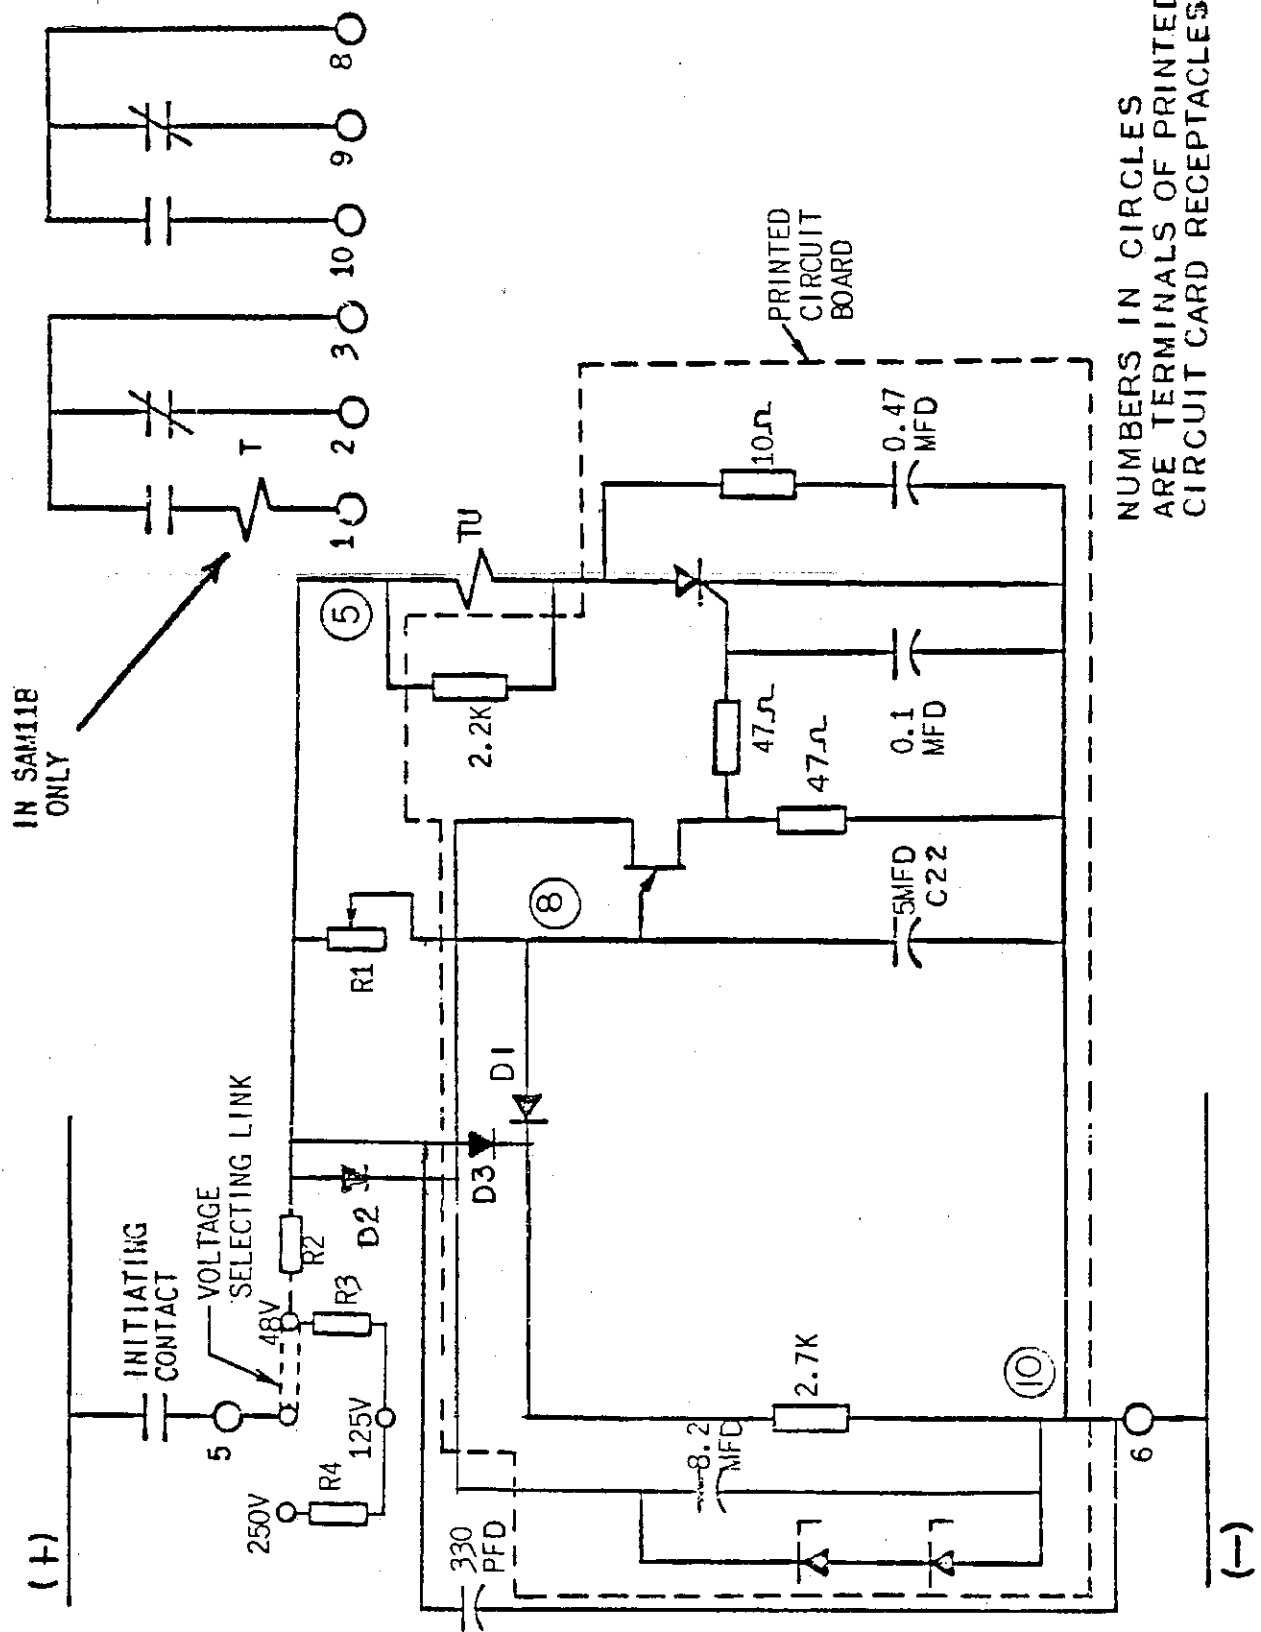 IN SAM11B
ONLY
T
1
2
3
10
9
8
(+)
INITIATING
CONTACT
VOLTAGE
SELECTING LINK
5
48V
R2
R3
125V
R4
250V
D2
D3
D1
R1
5
8
TU
2.2K
PRINTED
CIRCUIT
BOARD
47Ω
47Ω
10Ω
0.1
MFD
0.47
MFD
5MFD
C22
2.7K
8.2
MFD
330
PFD
10
6
(-)
NUMBERS IN CIRCLES
ARE TERMINALS OF PRINTED
CIRCUIT CARD RECEPTACLES